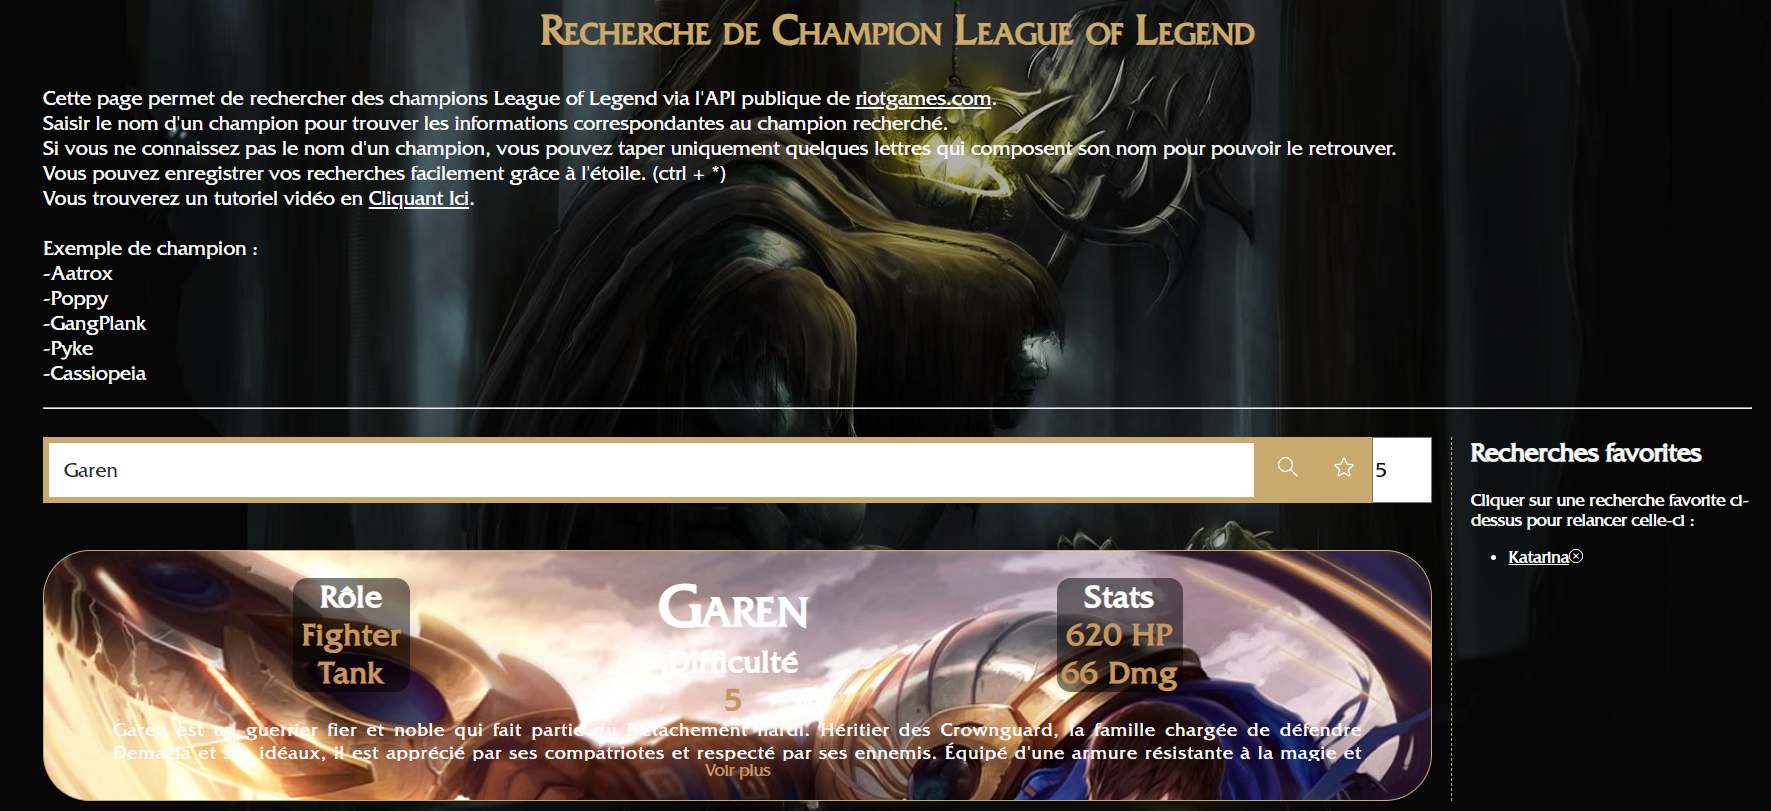 Recherche de Champion League of Legend
Cette page permet de rechercher des champions League of Legend via l'API publique de riotgames.com.
Saisir le nom d'un champion pour trouver les informations correspondantes au champion recherché.
Si vous ne connaissez pas le nom d'un champion, vous pouvez taper uniquement quelques lettres qui composent son nom pour pouvoir le retrouver.
Vous pouvez enregistrer vos recherches facilement grâce à l'étoile. (ctrl + *)
Vous trouverez un tutoriel vidéo en Cliquant Ici.
Exemple de champion :
-Aatrox
-Poppy
-GangPlank
-Pyke
-Cassiopeia
Garen
5
Rôle
Fighter
Tank
Garen
Difficulté
5
Stats
620 HP
66 Dmg
Garen est un guerrier fier et noble qui fait partie du Détachement hardi. Héritier des Crownguard, la famille chargée de défendre
Demacia et ses idéaux, il est apprécié par ses compatriotes et respecté par ses ennemis. Équipé d'une armure résistante à la magie et
Voir plus
Recherches favorites
Cliquer sur une recherche favorite ci-
dessus pour relancer celle-ci :
Katarina